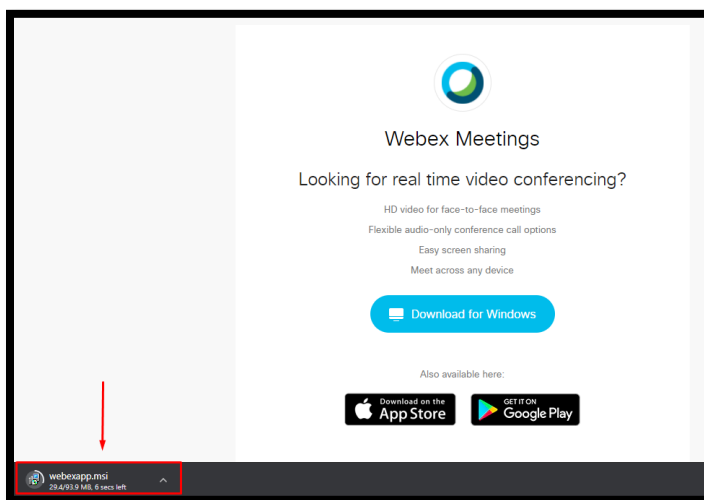 Webex Meetings
Looking for real time video conferencing?
HD video for face-to-face meetings
Flexible audio-only conference call options
Easy screen sharing
Meet across any device
Download for Windows
Also available here:
Download on the
App Store
GET IT ON
Google Play
webexapp.msi
29.4/93.9 MB, 6 secs left